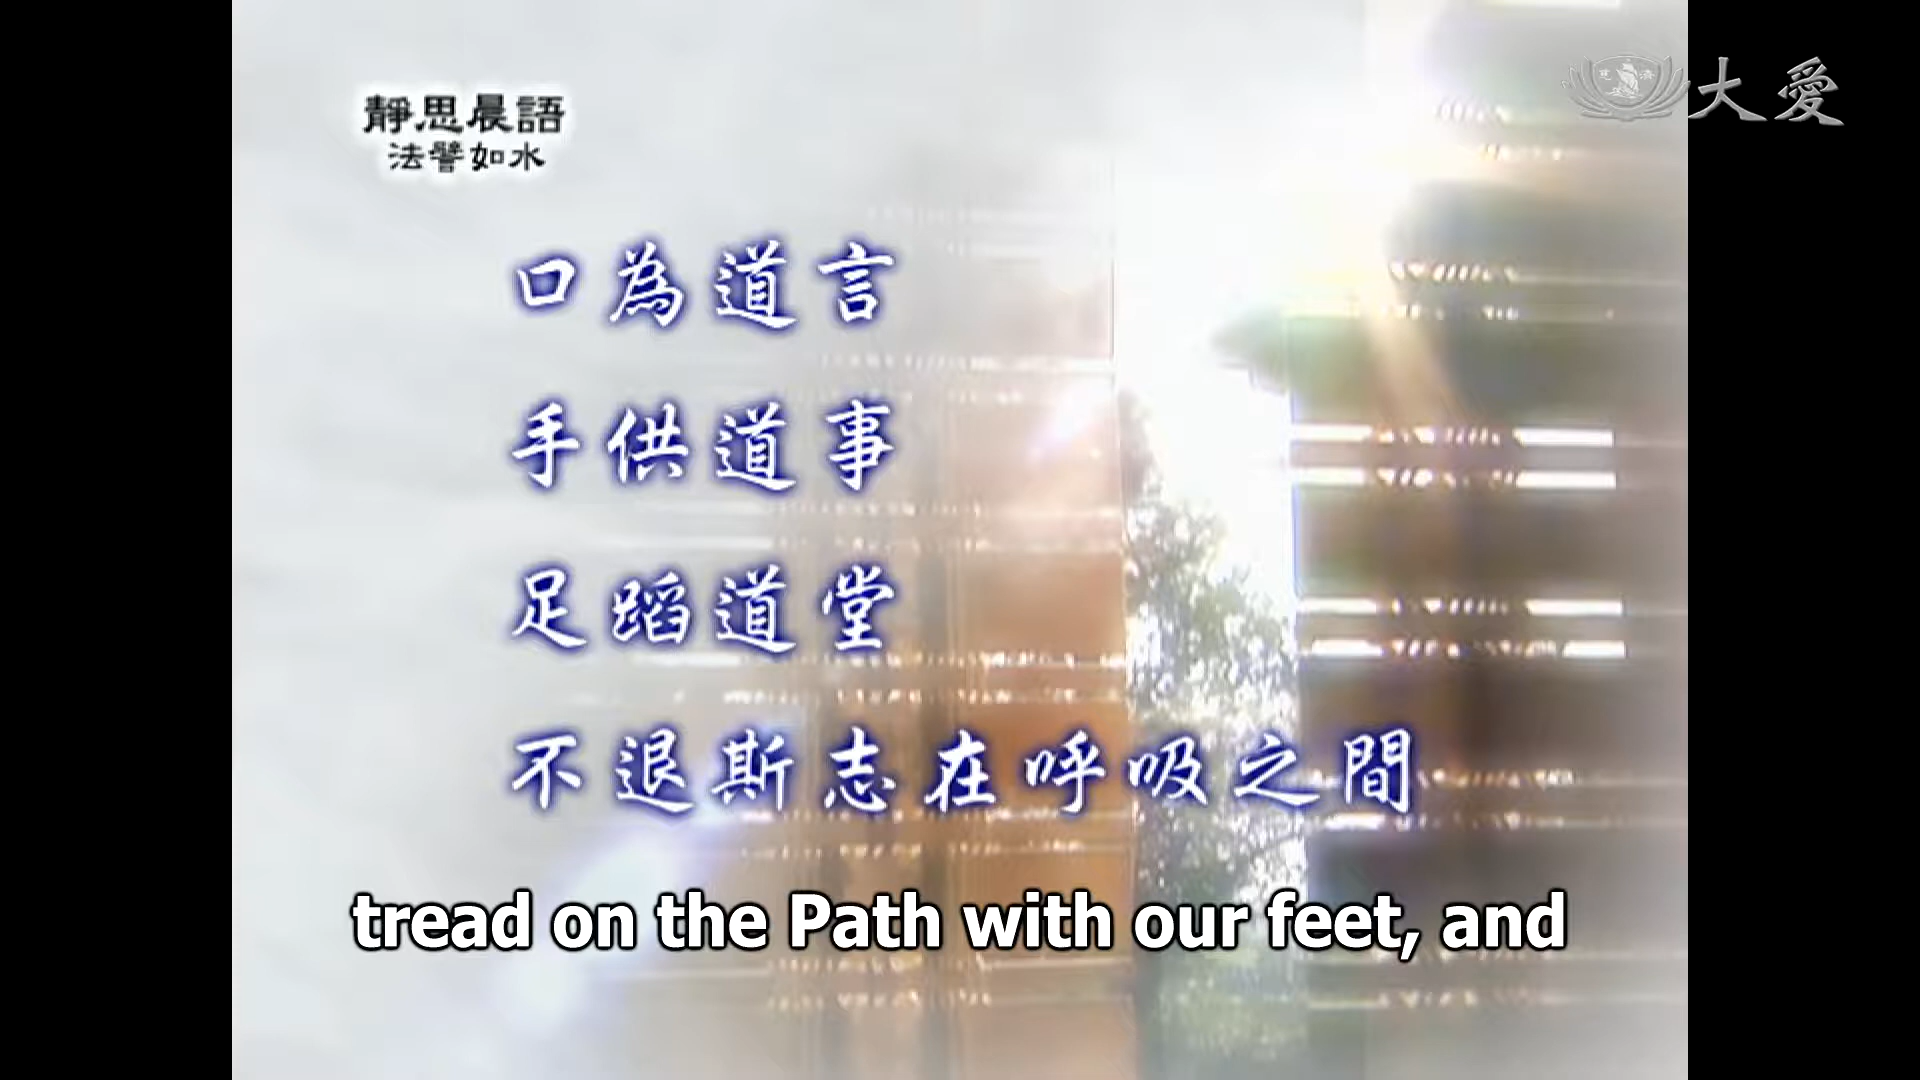 靜思晨語
法譬如水
慈濟
大愛
口為道言
手供道事
足蹈道堂
不退斯志在呼吸之間
tread on the Path with our feet, and